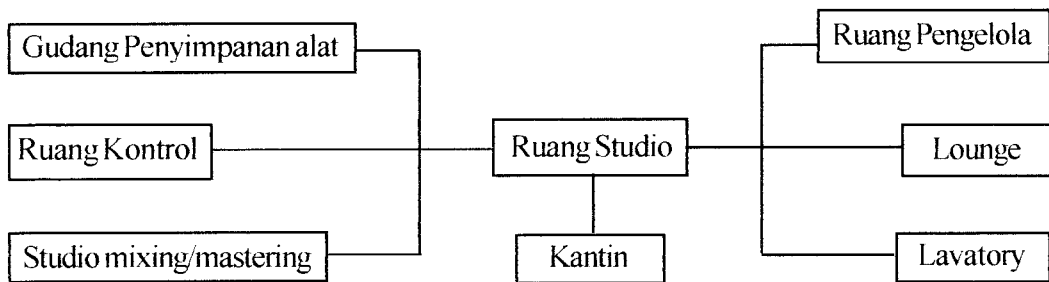 Gudang Penyimpanan alat
Ruang Pengelola
Ruang Kontrol
Ruang Studio
Lounge
Studio mixing/mastering
Kantin
Lavatory